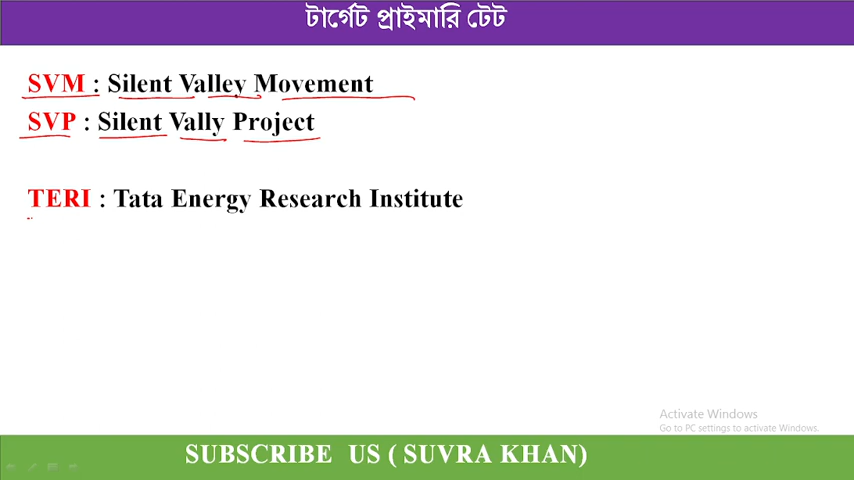 টার্গেট প্রাইমারি টেট
SVM : Silent Valley Movement
SVP : Silent Vally Project
TERI : Tata Energy Research Institute
Activate Windows
Go to PC settings to activate Windows.
SUBSCRIBE US ( SUVRA KHAN)